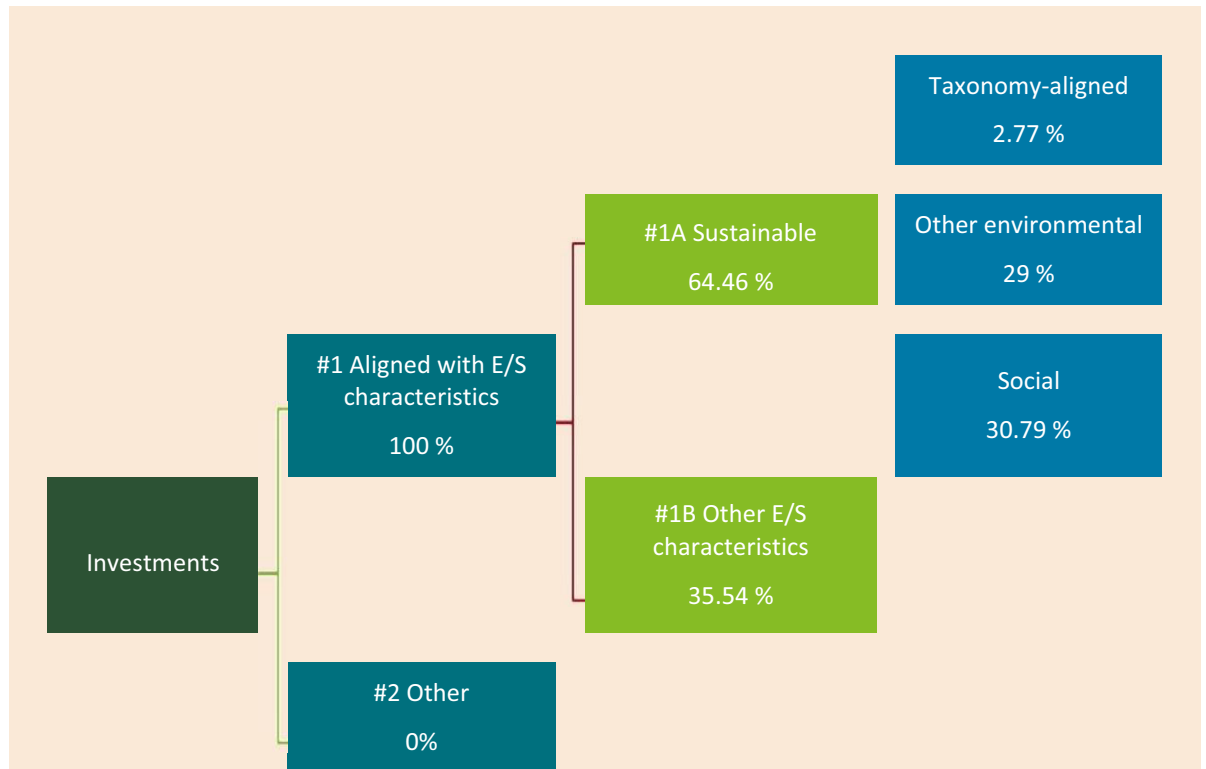 Investments
#1 Aligned with E/S
characteristics
100 %
#2 Other
0%
#1A Sustainable
64.46 %
#1B Other E/S
characteristics
35.54 %
Taxonomy-aligned
2.77 %
Other environmental
29 %
Social
30.79 %